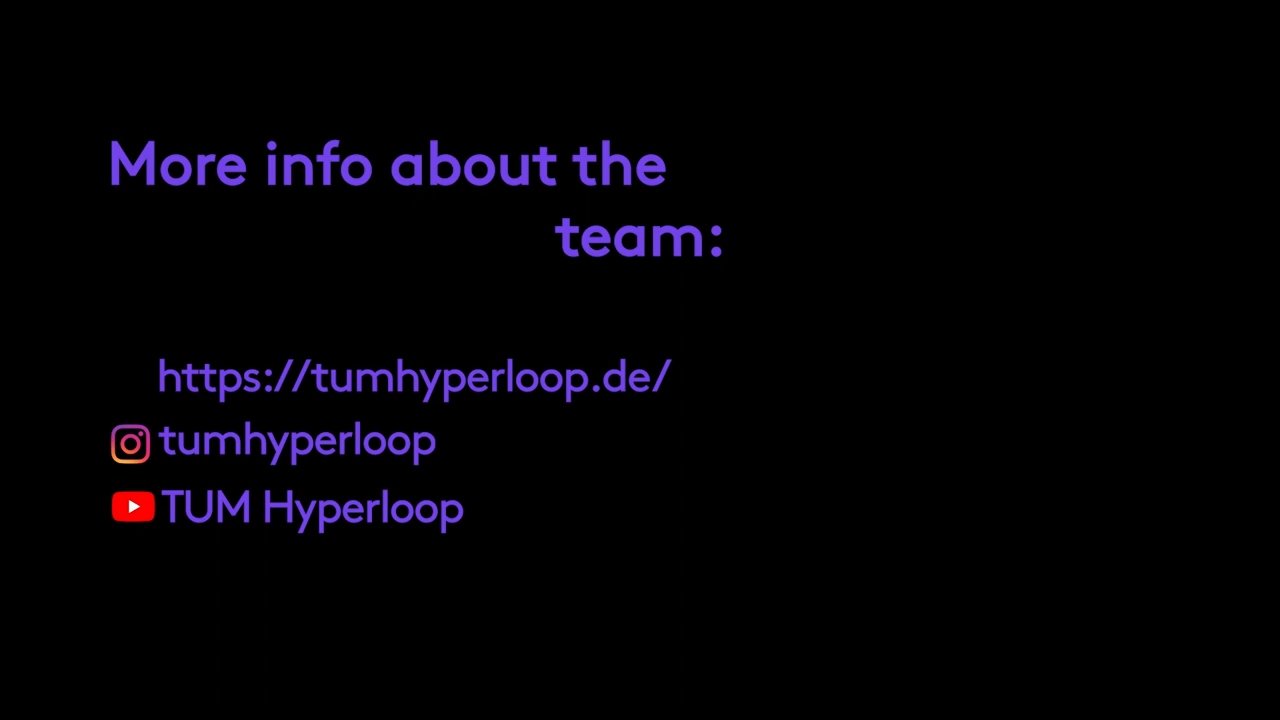 More info about the
team:
https://tumhyperloop.de/
tumhyperloop
TUM Hyperloop